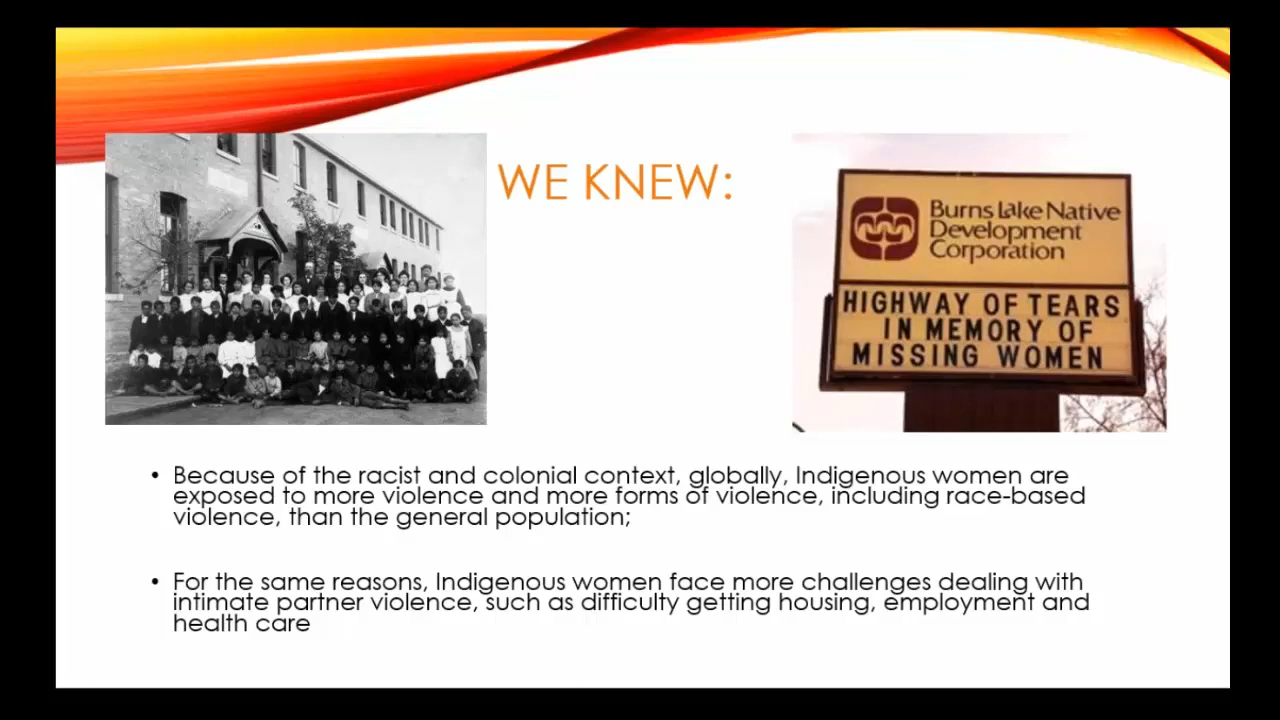 WE KNEW:
Burns Lake Native
Development
Corporation
HIGHWAY OF TEARS
IN MEMORY OF
MISSING WOMEN
• Because of the racist and colonial context, globally, Indigenous women are
exposed to more violence and more forms of violence, including race-based
violence, than the general population;
• For the same reasons, Indigenous women face more challenges dealing with
intimate partner violence, such as difficulty getting housing, employment and
health care